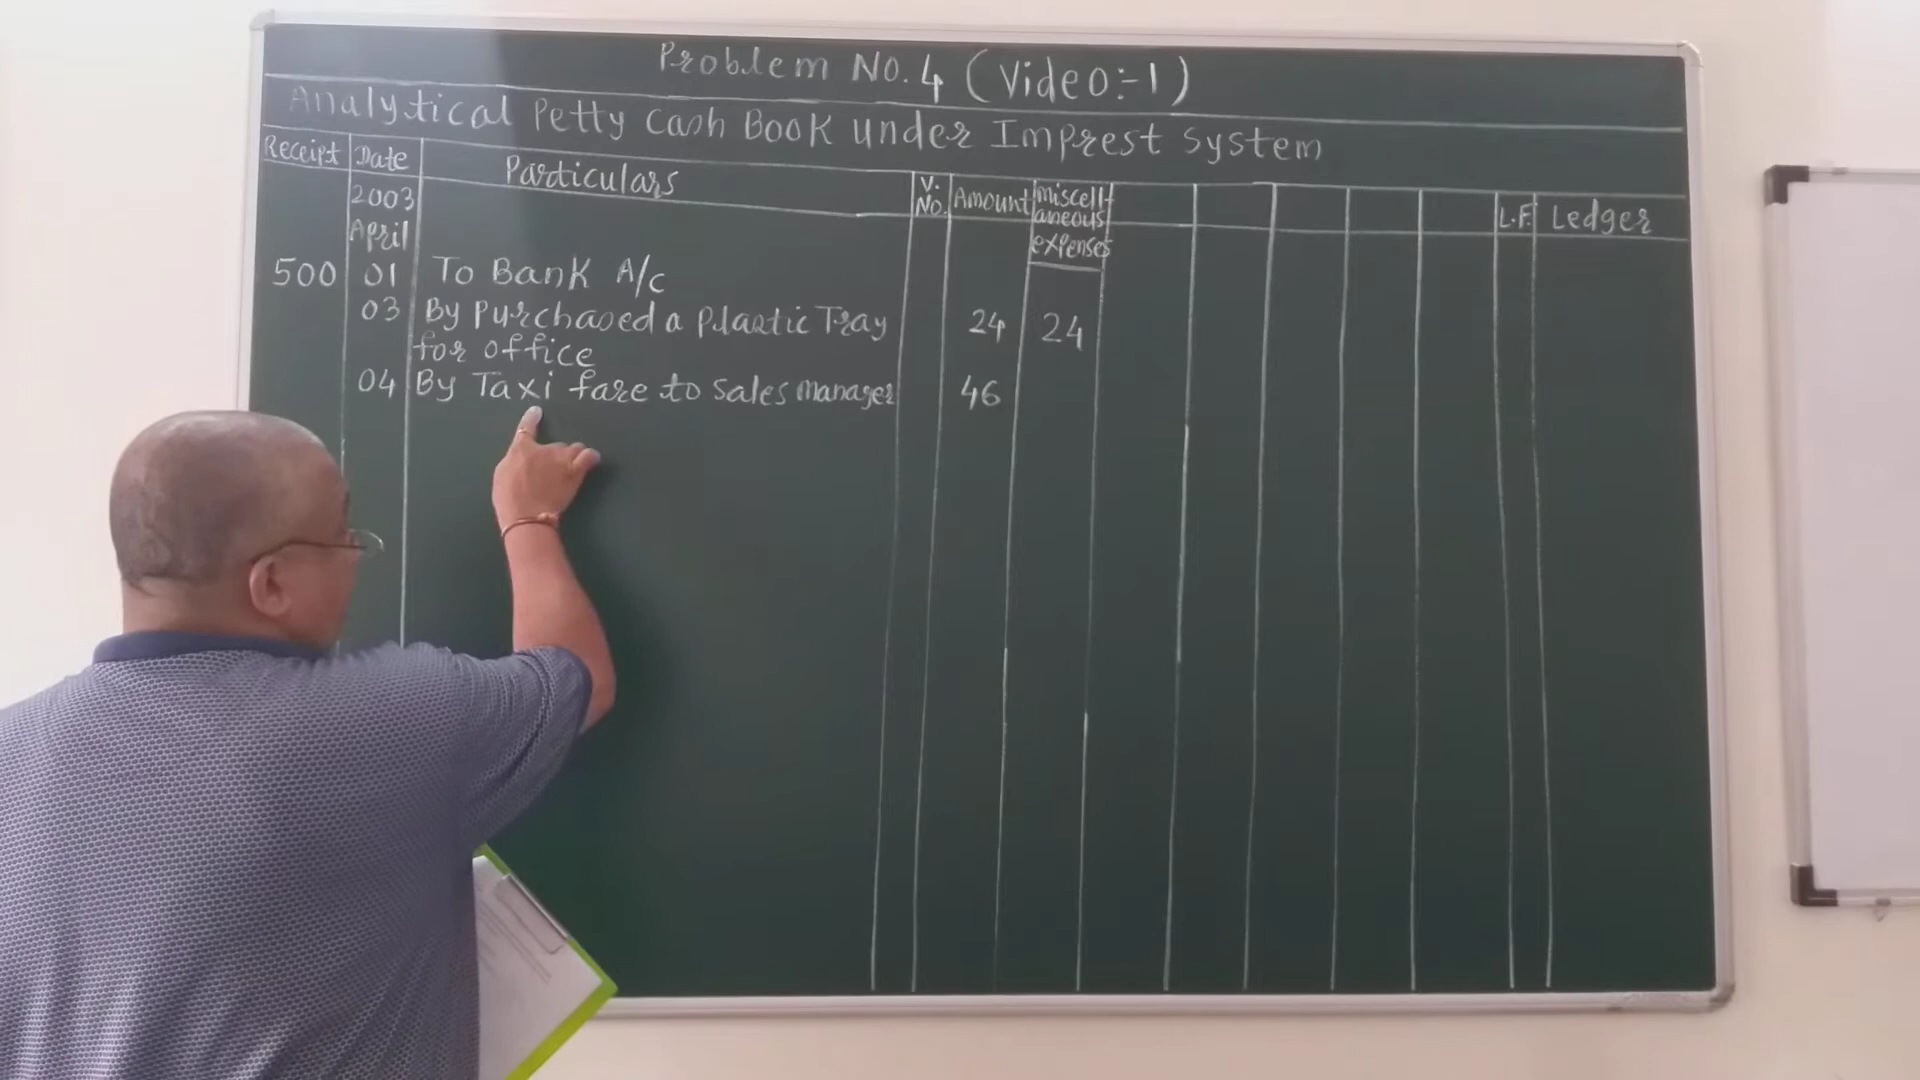 Problem No. 4 (Video:-1)
Analytical Petty Cash Book under Imprest System
Receipt Date Particulars V. No. Amount miscell-aneous expenses L.F. Ledger
2003
April
500 01 To Bank A/c
03 By Purchased a Plastic Tray 24 24
for office
04 By Taxi fare to Sales manager 46